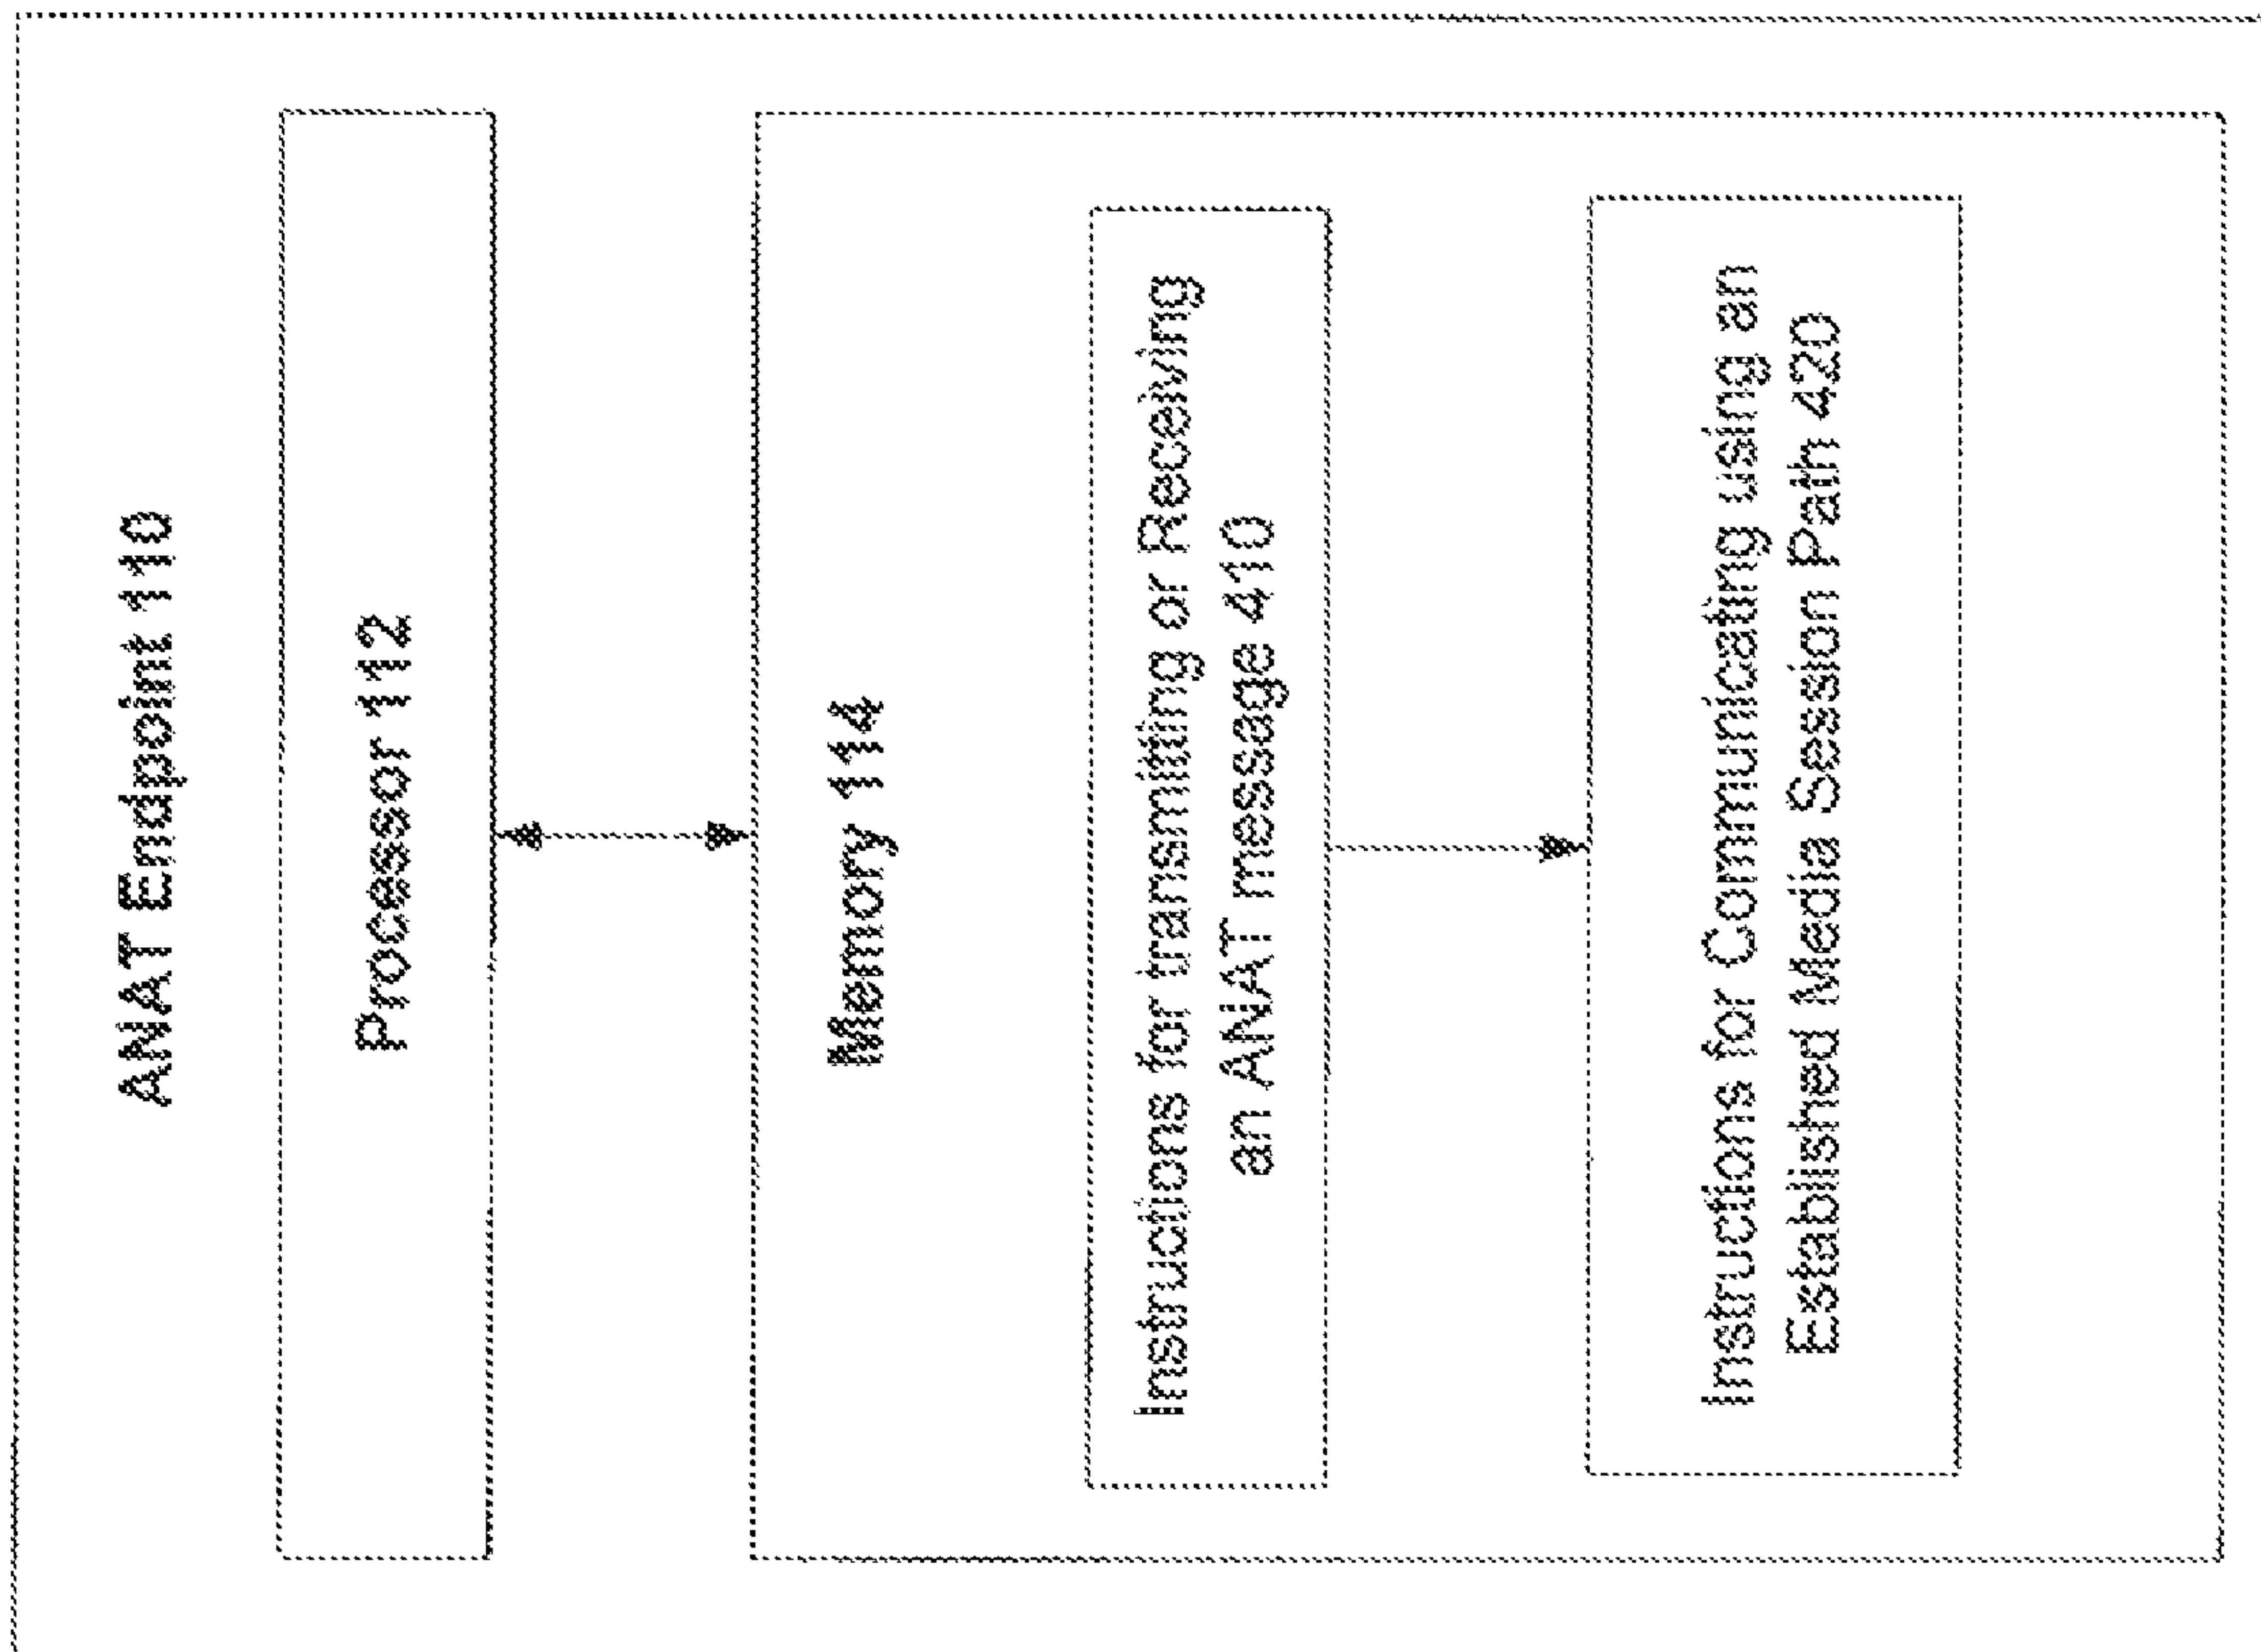 ANAT Endpoint 110
Processor 112
Memory 114
Instructions for transmitting or Receiving
an ANAT message 410
Instructions for Communicating using an
Established Media Session Path 420